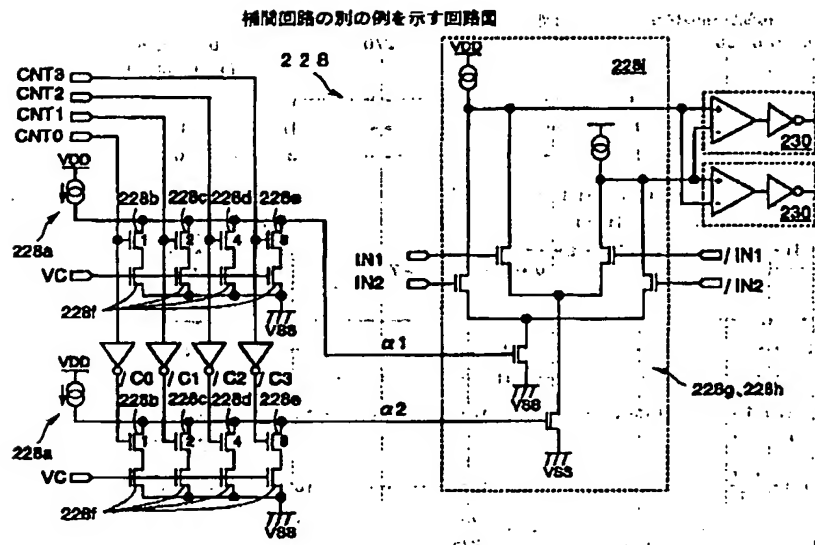 補間回路の別の例を示す回路図
228
CNT3
CNT2
CNT1
CNT0
VDD
228a
228b 228c 228d 228e
1 2 4 8
VC
228f
VSS
/C0 /C1 /C2 /C3
VDD
228a
228b 228c 228d 228e
1 2 4 8
VC
228f
VSS
α1
α2
VDD
228i
IN1
IN2
/IN1
/IN2
VSS
VSS
228g、228h
230
230